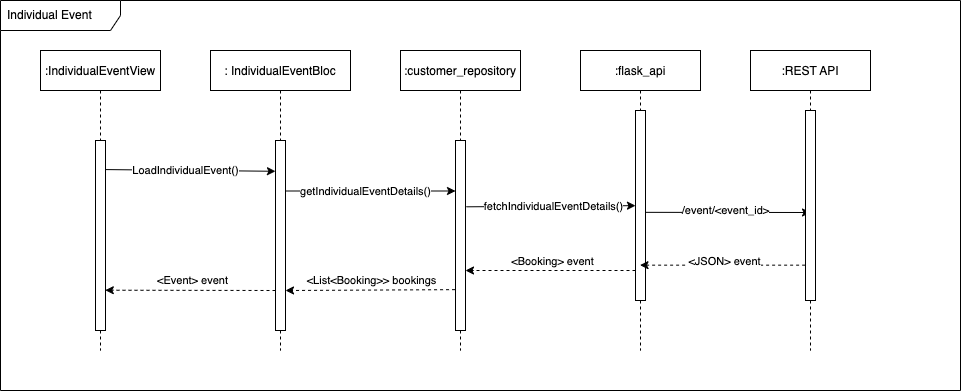 Individual Event
:IndividualEventView
: IndividualEventBloc
:customer_repository
:flask_api
:REST API
LoadIndividualEvent()
getIndividualEventDetails()
fetchIndividualEventDetails()
/event/<event_id>
<Booking> event
<JSON> event
<Event> event
<List<Booking>> bookings